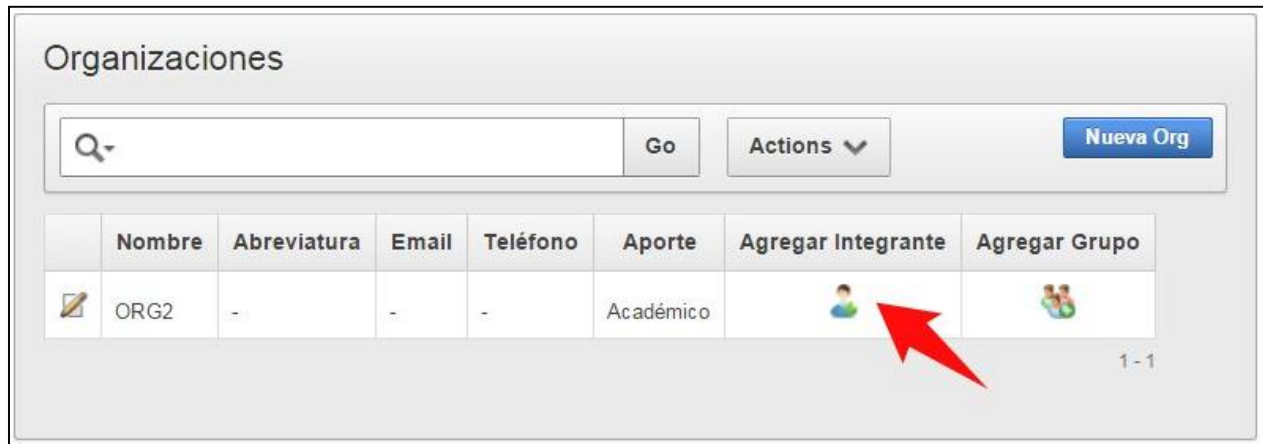 Organizaciones
Go Actions Nueva Org
Nombre Abreviatura Email Teléfono Aporte Agregar Integrante Agregar Grupo
ORG2 - - - Académico
1 - 1